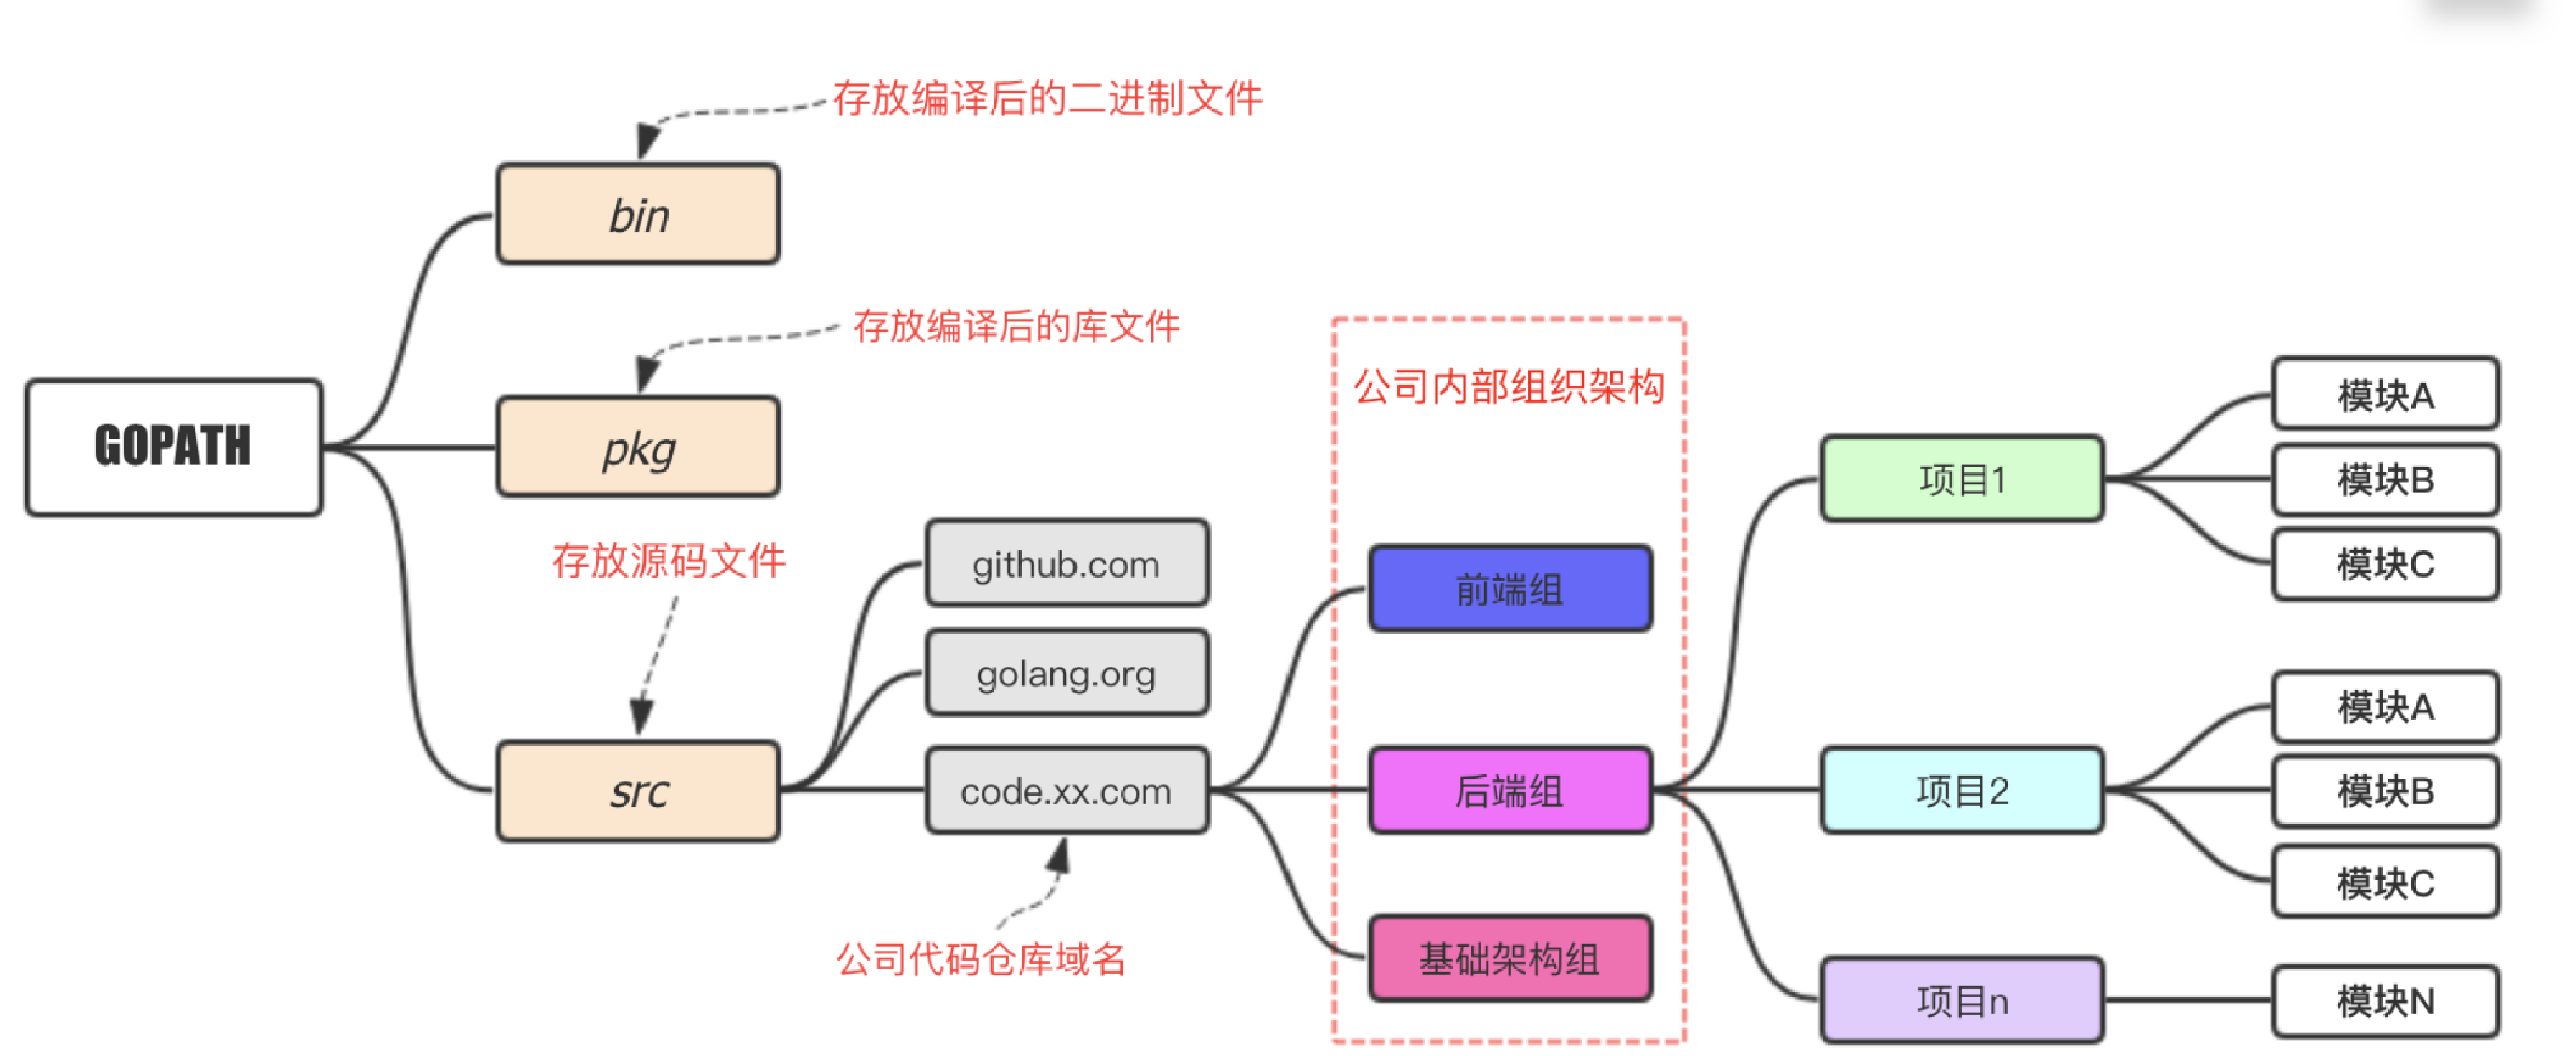 存放编译后的二进制文件
bin
存放编译后的库文件
pkg
GOPATH
存放源码文件
src
github.com
golang.org
code.xx.com
公司代码仓库域名
公司内部组织架构
前端组
后端组
基础架构组
项目1
模块A
模块B
模块C
项目2
模块A
模块B
模块C
项目n
模块N